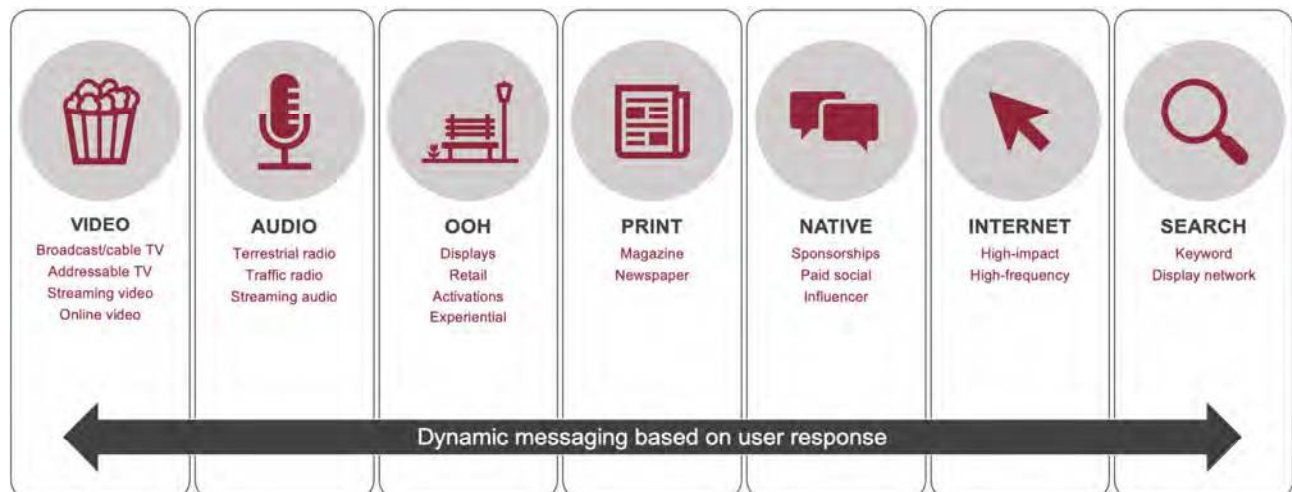 VIDEO
Broadcast/cable TV
Addressable TV
Streaming video
Online video
AUDIO
Terrestrial radio
Traffic radio
Streaming audio
OOH
Displays
Retail
Activations
Experiential
PRINT
Magazine
Newspaper
NATIVE
Sponsorships
Paid social
Influencer
INTERNET
High-impact
High-frequency
SEARCH
Keyword
Display network
Dynamic messaging based on user response